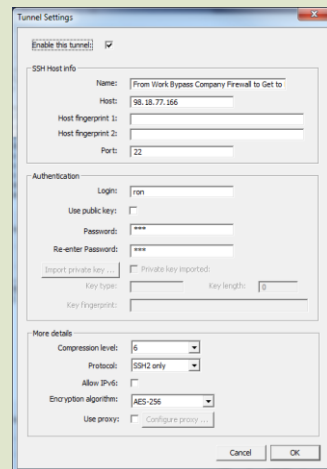 Tunnel Settings
Enable this tunnel:
SSH Host info
Name: From Work Bypass Company Firewall to Get to
Host: 98.18.77.166
Host fingerprint 1:
Host fingerprint 2:
Port: 22
Authentication
Login: ron
Use public key:
Password: ***
Re-enter Password: ***
Import private key ... Private key imported:
Key type: Key length: 0
Key fingerprint:
More details
Compression level: 6
Protocol: SSH2 only
Allow IPv6:
Encryption algorithm: AES-256
Use proxy: Configure proxy ...
Cancel OK